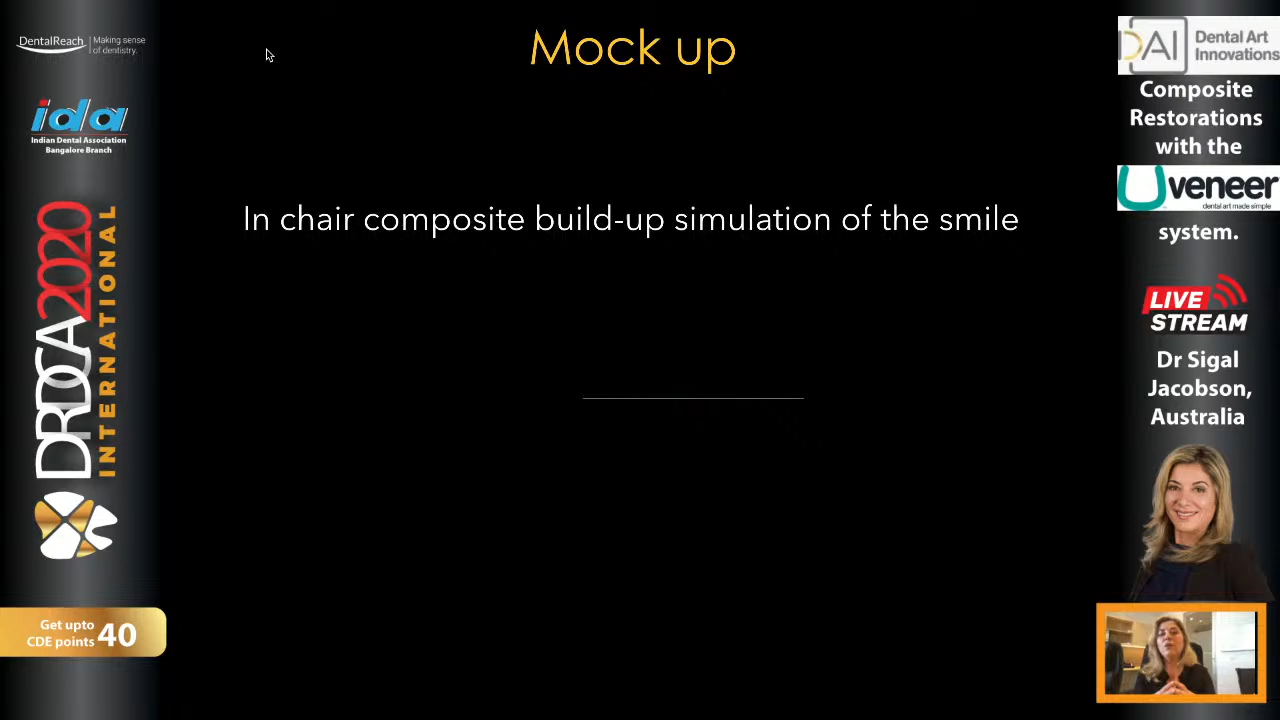 DentalReach
Making sense
of dentistry.
ida
Indian Dental Association
Bangalore Branch
DRDCA2020
INTERNATIONAL
Get upto
CDE points 40
Mock up
In chair composite build-up simulation of the smile
DAI
Dental Art
Innovations
Composite
Restorations
with the
Uveneer
dental art made simple
system.
LIVE
STREAM
Dr Sigal
Jacobson,
Australia